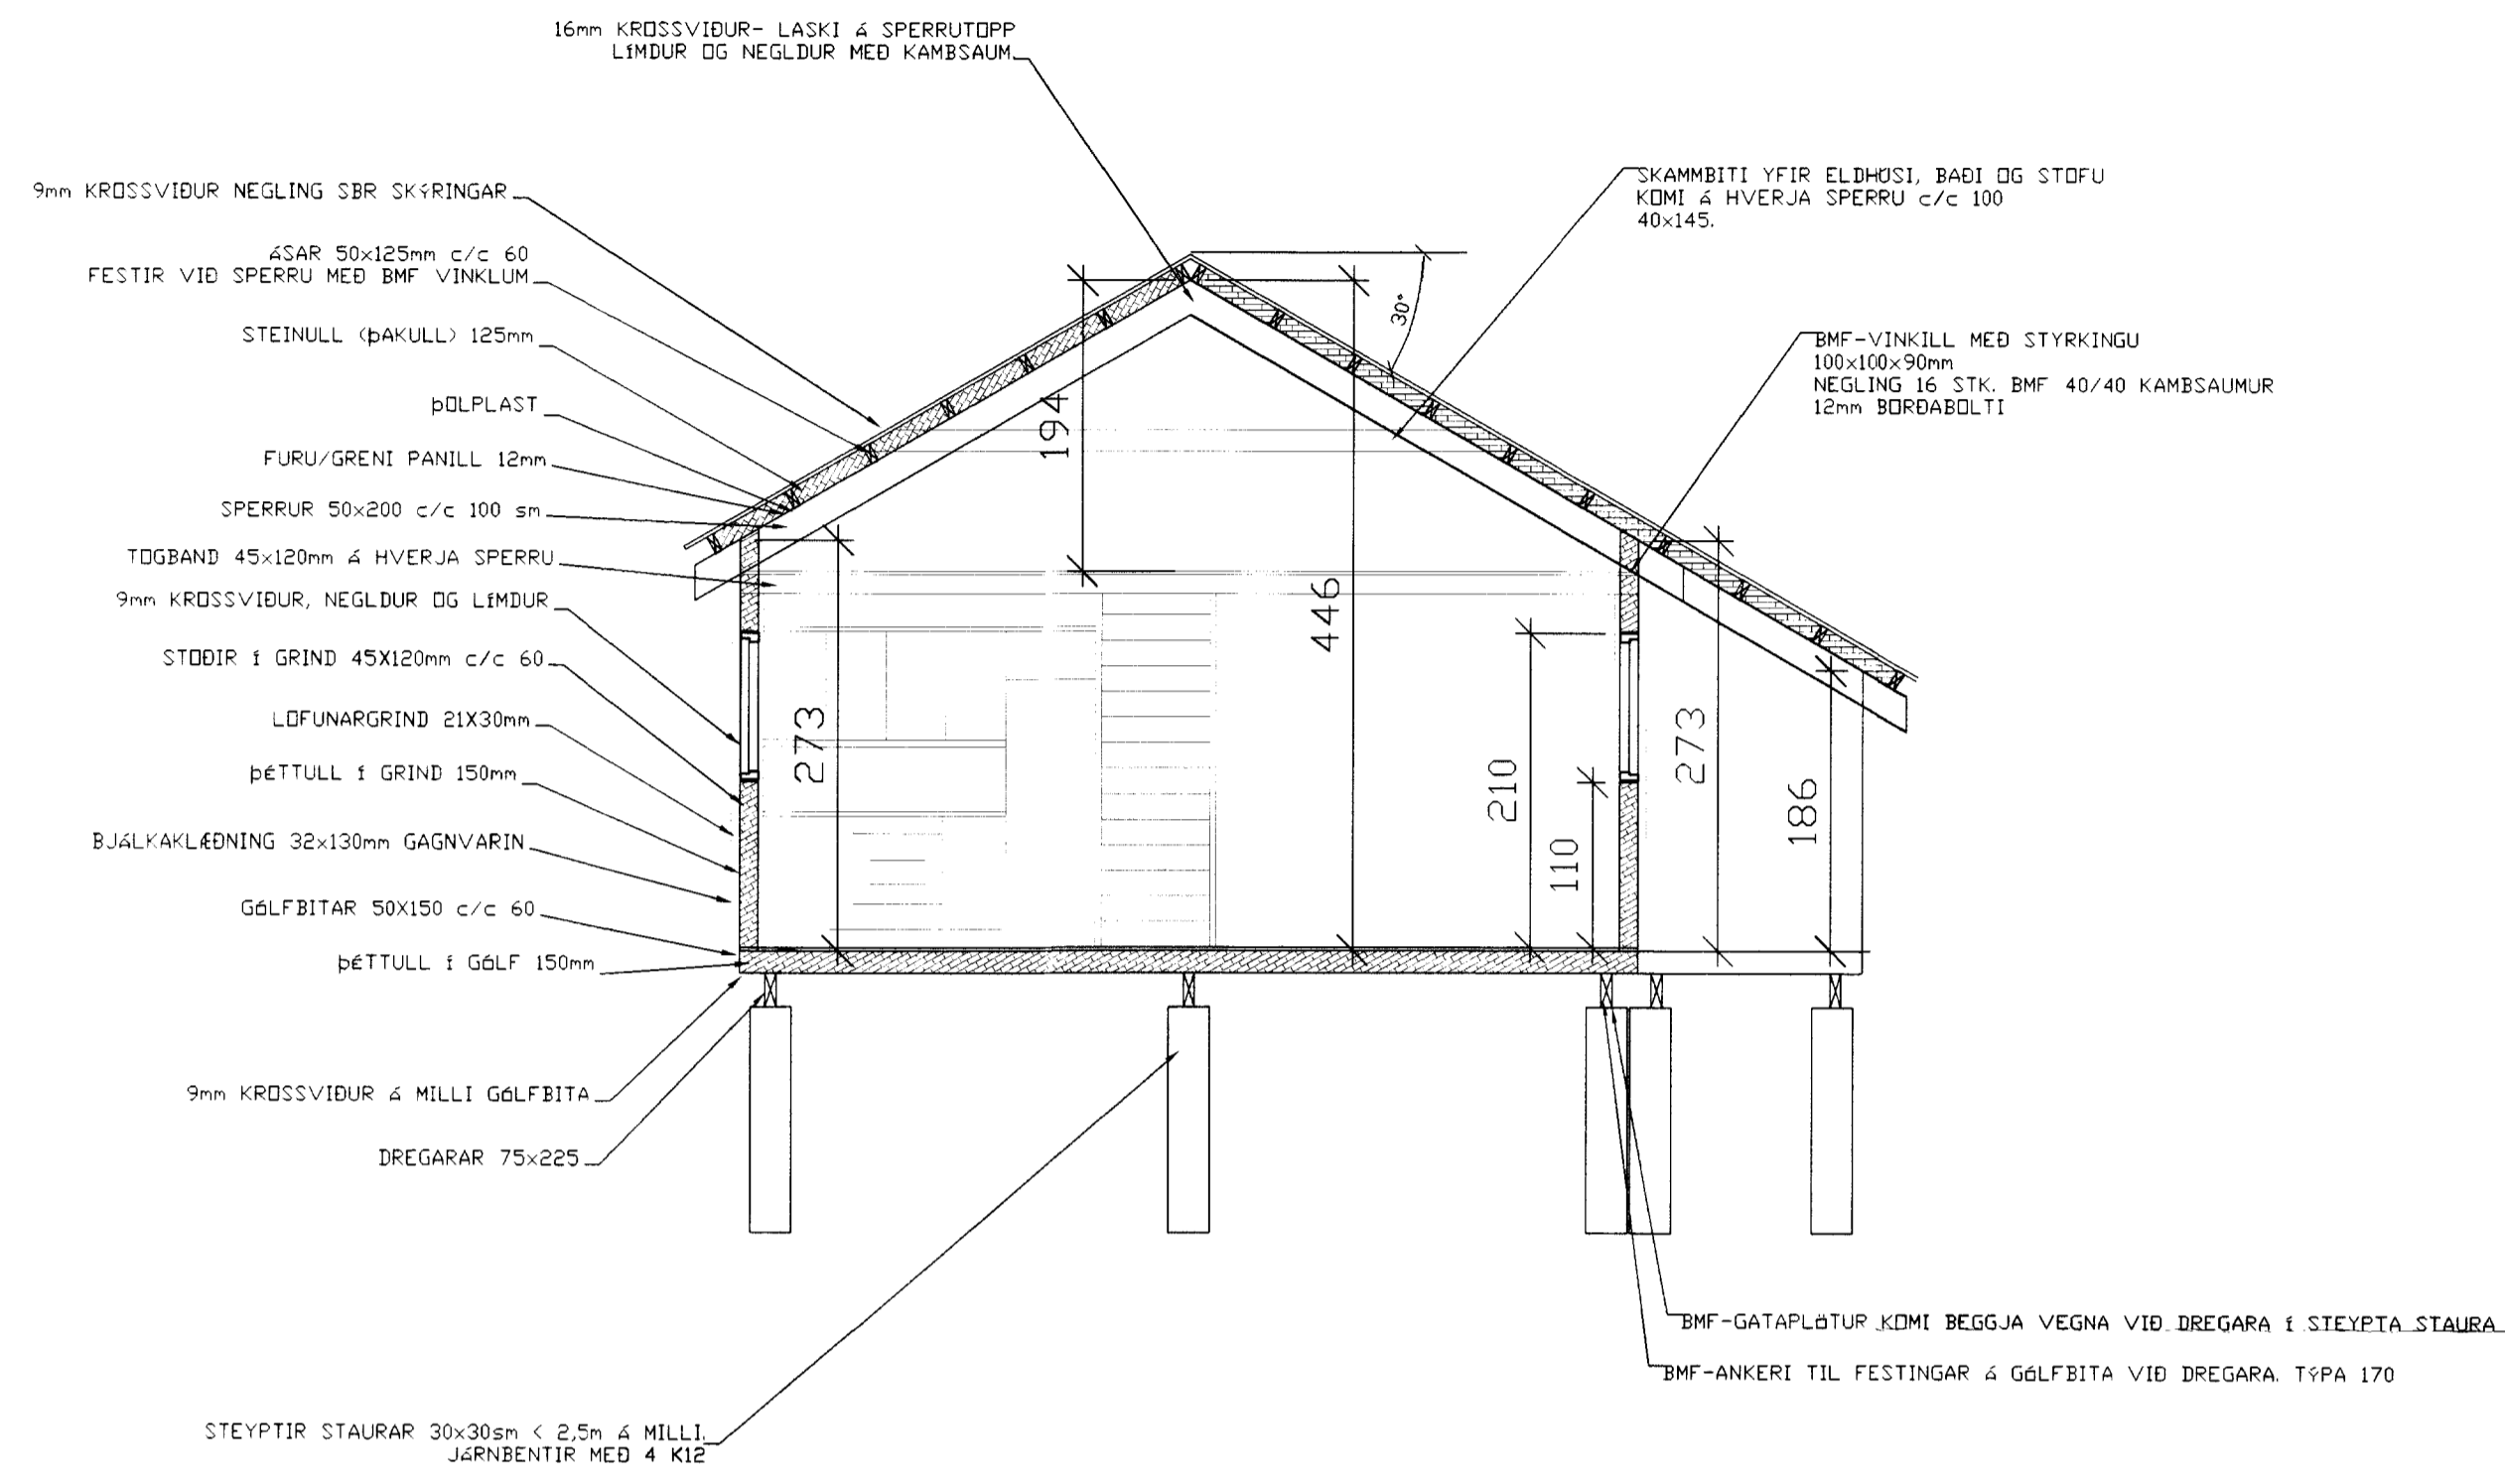 16mm KROSSVIÐUR- LASKI Á SPERRUTOPP
LÍMDUR OG NEGLDUR MEÐ KAMBSAUM.
9mm KROSSVIÐUR NEGLING SBR SKÝRINGAR
ÁSAR 50x125mm c/c 60
FESTIR VIÐ SPERRU MEÐ BMF VINKLUM
STEINULL (ÞAKULL) 125mm
ÞOLPLAST
FURU/GRENI PANILL 12mm
SPERRUR 50x200 c/c 100 sm
TOGBAND 45x120mm Á HVERJA SPERRU
9mm KROSSVIÐUR, NEGLDUR OG LÍMDUR
STOÐIR Í GRIND 45X120mm c/c 60
LOFUNARGRIND 21X30mm
ÞÉTTULL Í GRIND 150mm
BJÁLKAKLÆÐNING 32x130mm GAGNVARIN
GÓLFBITAR 50X150 c/c 60
ÞÉTTULL Í GÓLF 150mm
9mm KROSSVIÐUR Á MILLI GÓLFBITA
DREGARAR 75x225
STEYPTIR STAURAR 30x30sm < 2,5m Á MILLI.
JÁRNBENTIR MEÐ 4 K12
SKAMMBITI YFIR ELDHÚSI, BAÐI OG STOFU
KOMI Á HVERJA SPERRU c/c 100
40x145.
BMF-VINKILL MEÐ STYRKINGU
100x100x90mm
NEGLING 16 STK. BMF 40/40 KAMBSAUMUR
12mm BORÐABOLTI
30°
194
446
273
210
110
273
186
BMF-GATAPLÖTUR KOMI BEGGJA VEGNA VIÐ DREGARA Í STEYPTA STAURA
BMF-ANKERI TIL FESTINGAR Á GÓLFBITA VIÐ DREGARA. TÝPA 170